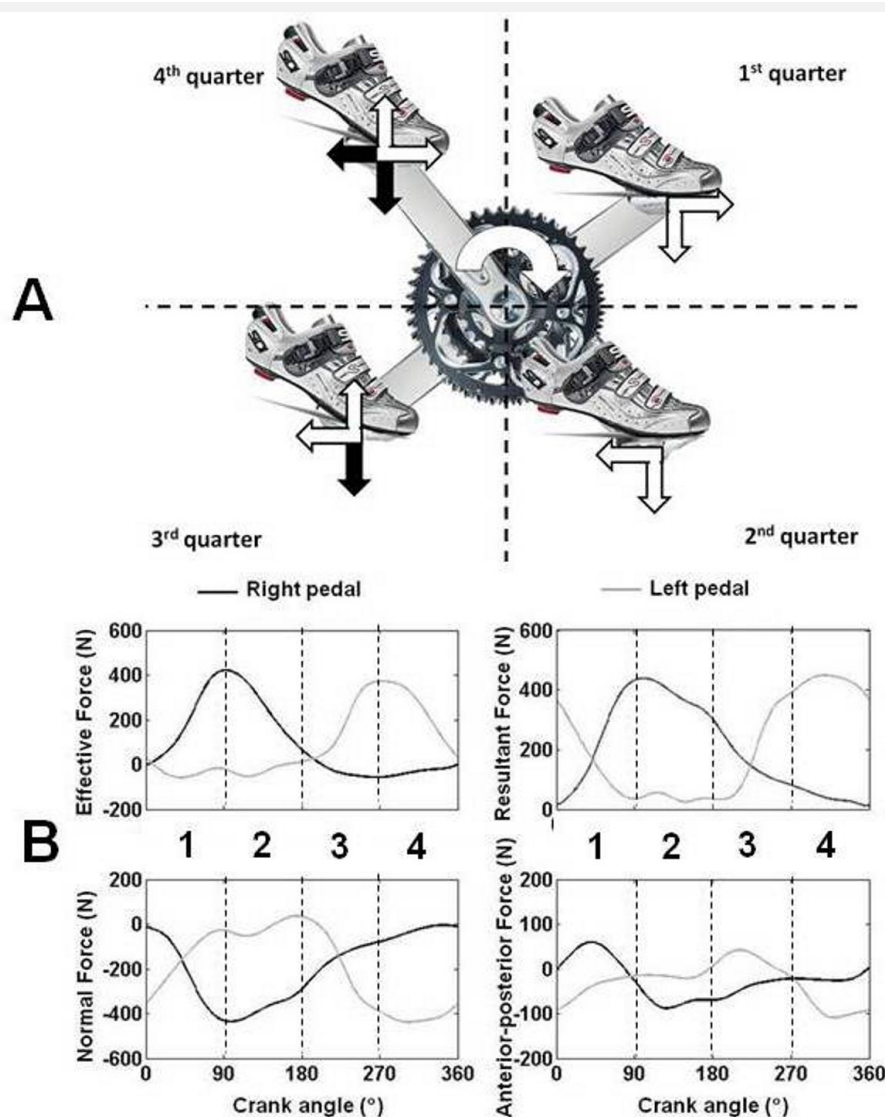 4th quarter
1st quarter
A
3rd quarter
2nd quarter
Right pedal
Left pedal
Effective Force (N)
600
400
200
0
-200
Resultant Force (N)
600
400
200
0
B
1 2 3 4
1 2 3 4
Normal Force (N)
200
0
-200
-400
-600
0 90 180 270 360
Crank angle (°)
Anterior-posterior Force (N)
200
100
0
-100
-200
0 90 180 270 360
Crank angle (°)